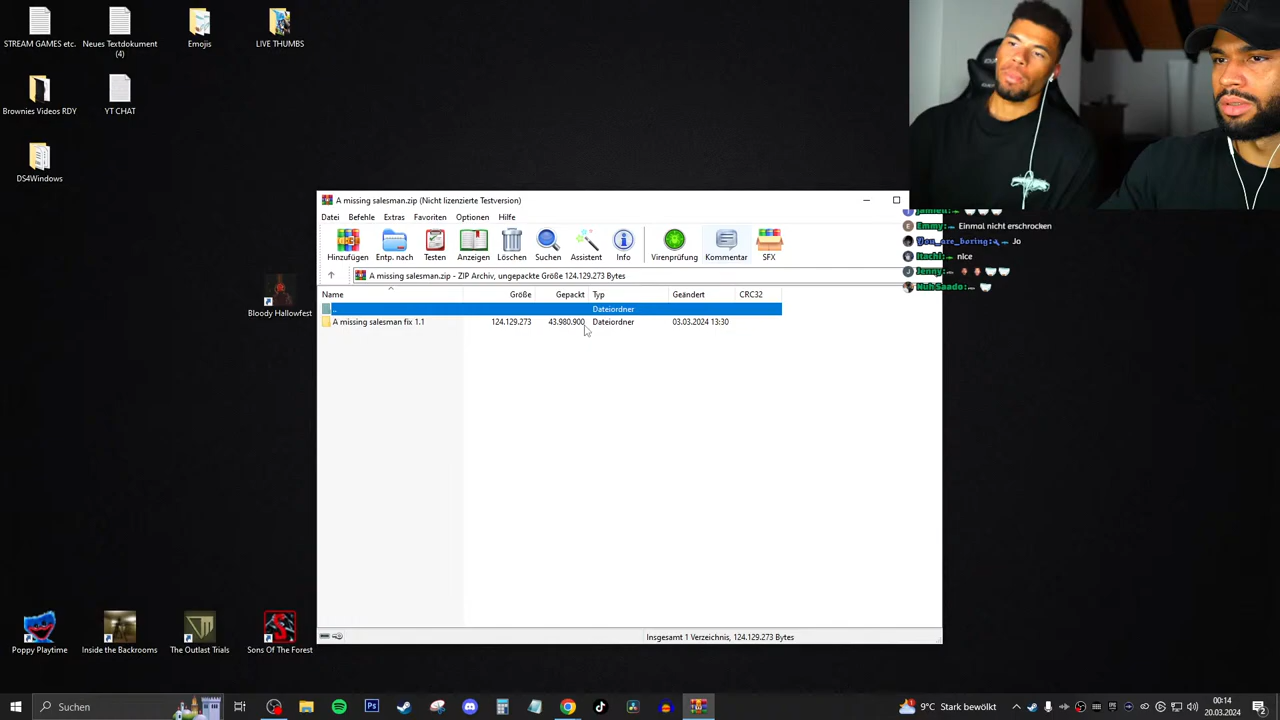 STREAM GAMES etc.
Neues Textdokument (4)
Emojis
LIVE THUMBS
Brownies Videos RDY
YT CHAT
DS4Windows
Bloody Hallowfest
A missing salesman.zip (Nicht lizenzierte Testversion)
Datei Befehle Extras Favoriten Optionen Hilfe
Hinzufügen Entp. nach Testen Anzeigen Löschen Suchen Assistent Info Virenprüfung Kommentar SFX
A missing salesman.zip - ZIP Archiv, ungepackte Größe 124.129.273 Bytes
Name Größe Gepackt Typ Geändert CRC32
.. Dateiordner
A missing salesman fix 1.1 124.129.273 43.980.900 Dateiordner 03.03.2024 13:30
Insgesamt 1 Verzeichnis, 124.129.273 Bytes
Emmy: Einmal nicht erschrocken
You_are_boring: Jo
Itachi: nice
Jenny:
NuhSaado:
Poppy Playtime
Inside the Backrooms
The Outlast Trials
Sons Of The Forest
Suchen
9°C Stark bewölkt
00:14
20.03.2024